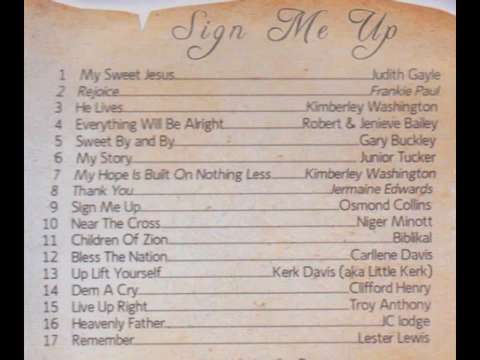 Sign Me Up
1 My Sweet Jesus Judith Gayle
2 Rejoice Frankie Paul
3 He Lives Kimberley Washington
4 Everything Will Be Alright Robert & Jenieve Bailey
5 Sweet By and By Gary Buckley
6 My Story Junior Tucker
7 My Hope Is Built On Nothing Less Kimberley Washington
8 Thank You Jermaine Edwards
9 Sign Me Up Osmond Collins
10 Near The Cross Niger Minott
11 Children Of Zion Biblikal
12 Bless The Nation Carllene Davis
13 Up Lift Yourself Kerk Davis (aka Little Kerk)
14 Dem A Cry Clifford Henry
15 Live Up Right Troy Anthony
16 Heavenly Father JC lodge
17 Remember Lester Lewis